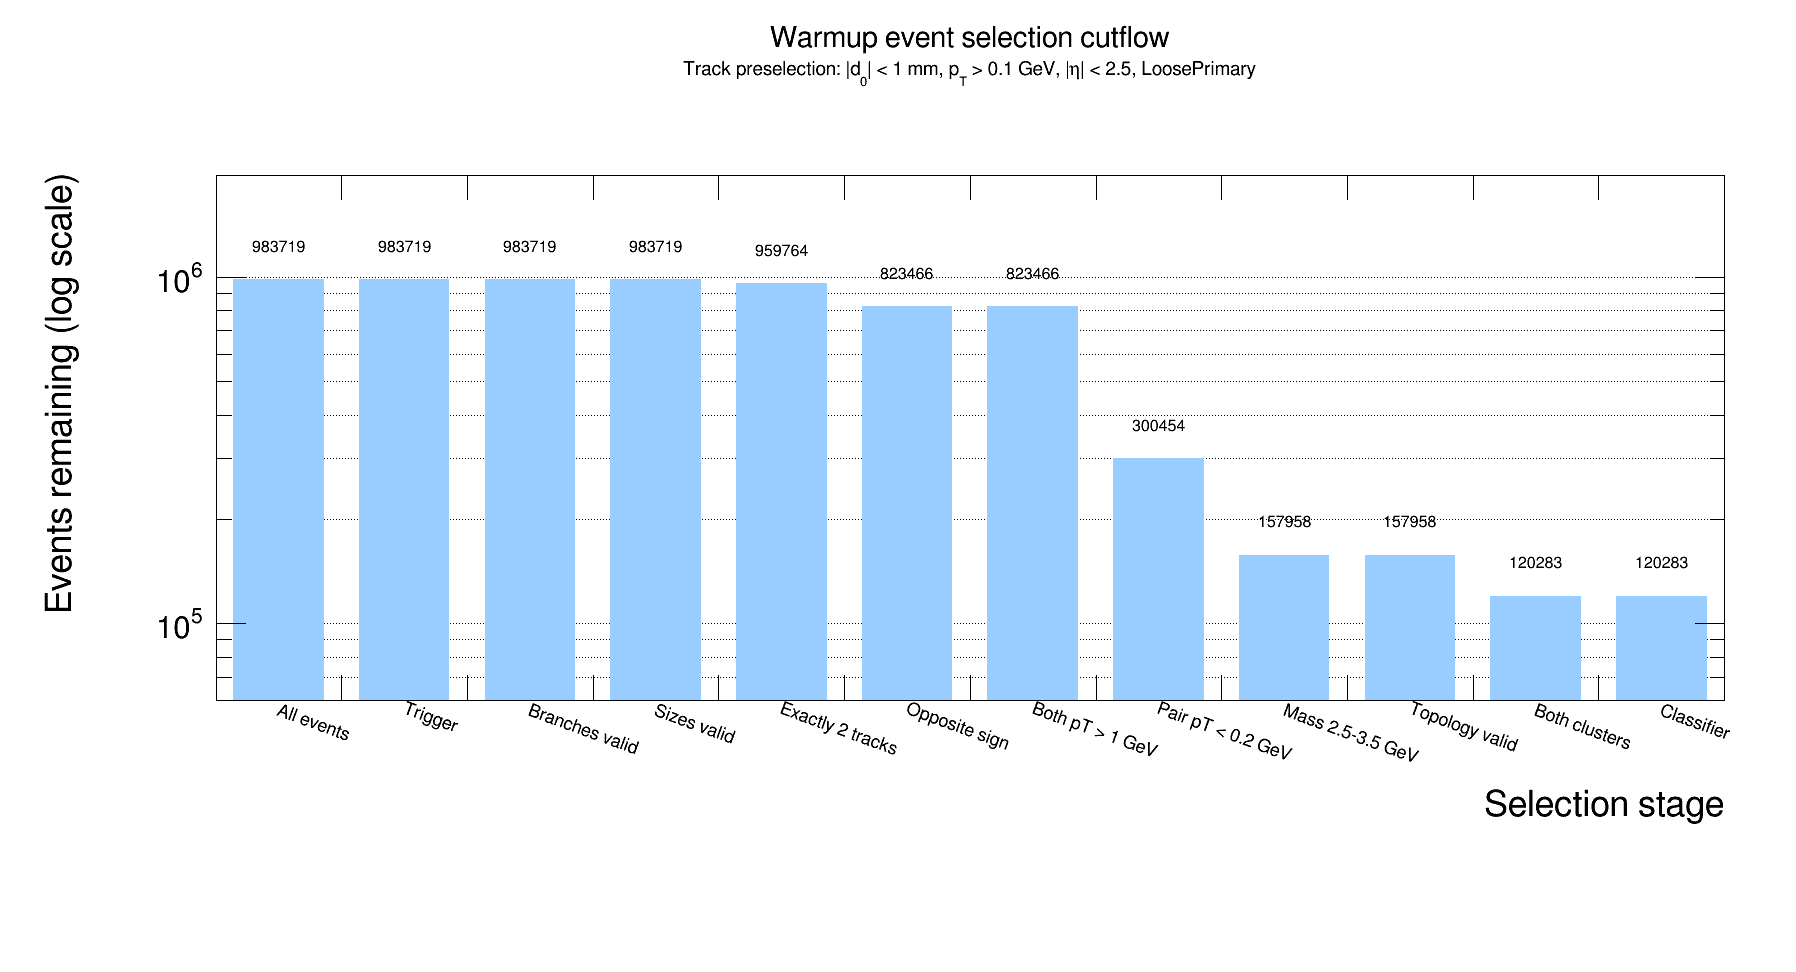 Warmup event selection cutflow
Track preselection: |d0| < 1 mm, pT > 0.1 GeV, |η| < 2.5, LoosePrimary
Events remaining (log scale)
10^6
10^5
983719
983719
983719
983719
959764
823466
823466
300454
157958
157958
120283
120283
All events
Trigger
Branches valid
Sizes valid
Exactly 2 tracks
Opposite sign
Both pT > 1 GeV
Pair pT < 0.2 GeV
Mass 2.5-3.5 GeV
Topology valid
Both clusters
Classifier
Selection stage